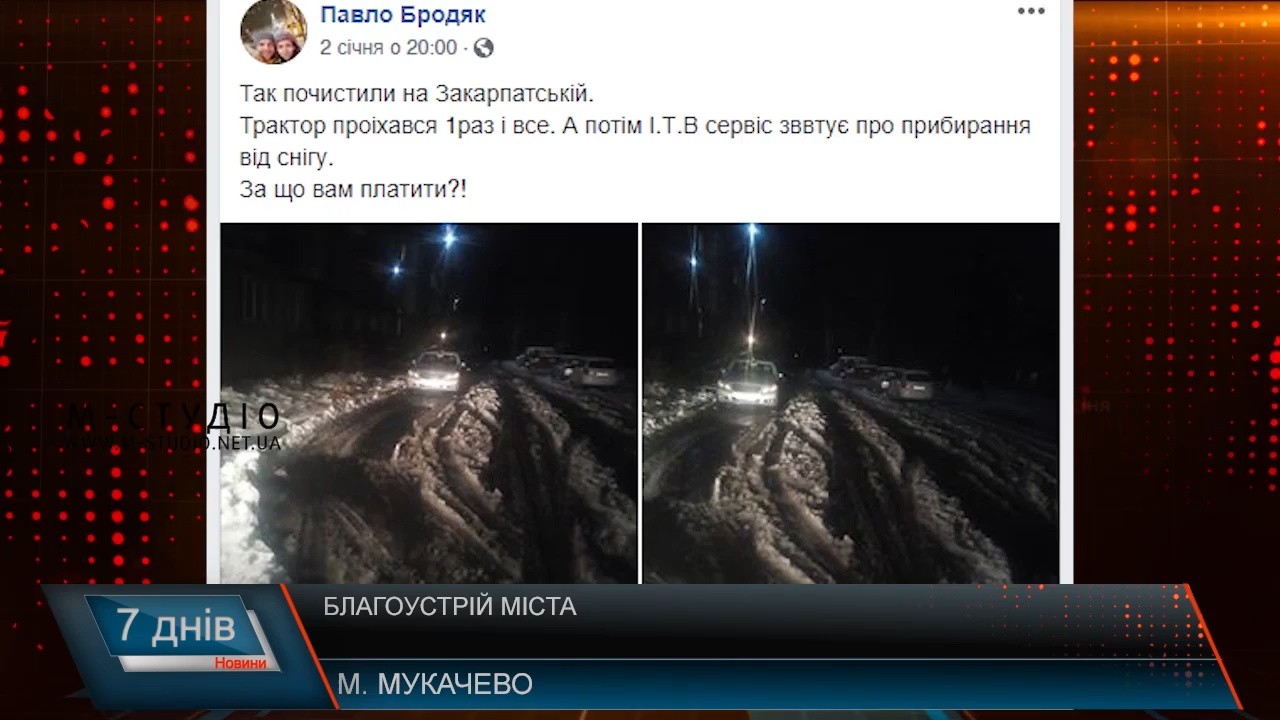 Павло Бродяк
2 січня о 20:00 ·
Так почистили на Закарпатській.
Трактор проїхався 1раз і все. А потім І.Т.В сервіс зввтує про прибирання
від снігу.
За що вам платити?!
М-СТУДІО
WWW.M-STUDIO.NET.UA
7 днів
Новини
БЛАГОУСТРІЙ МІСТА
М. МУКАЧЕВО